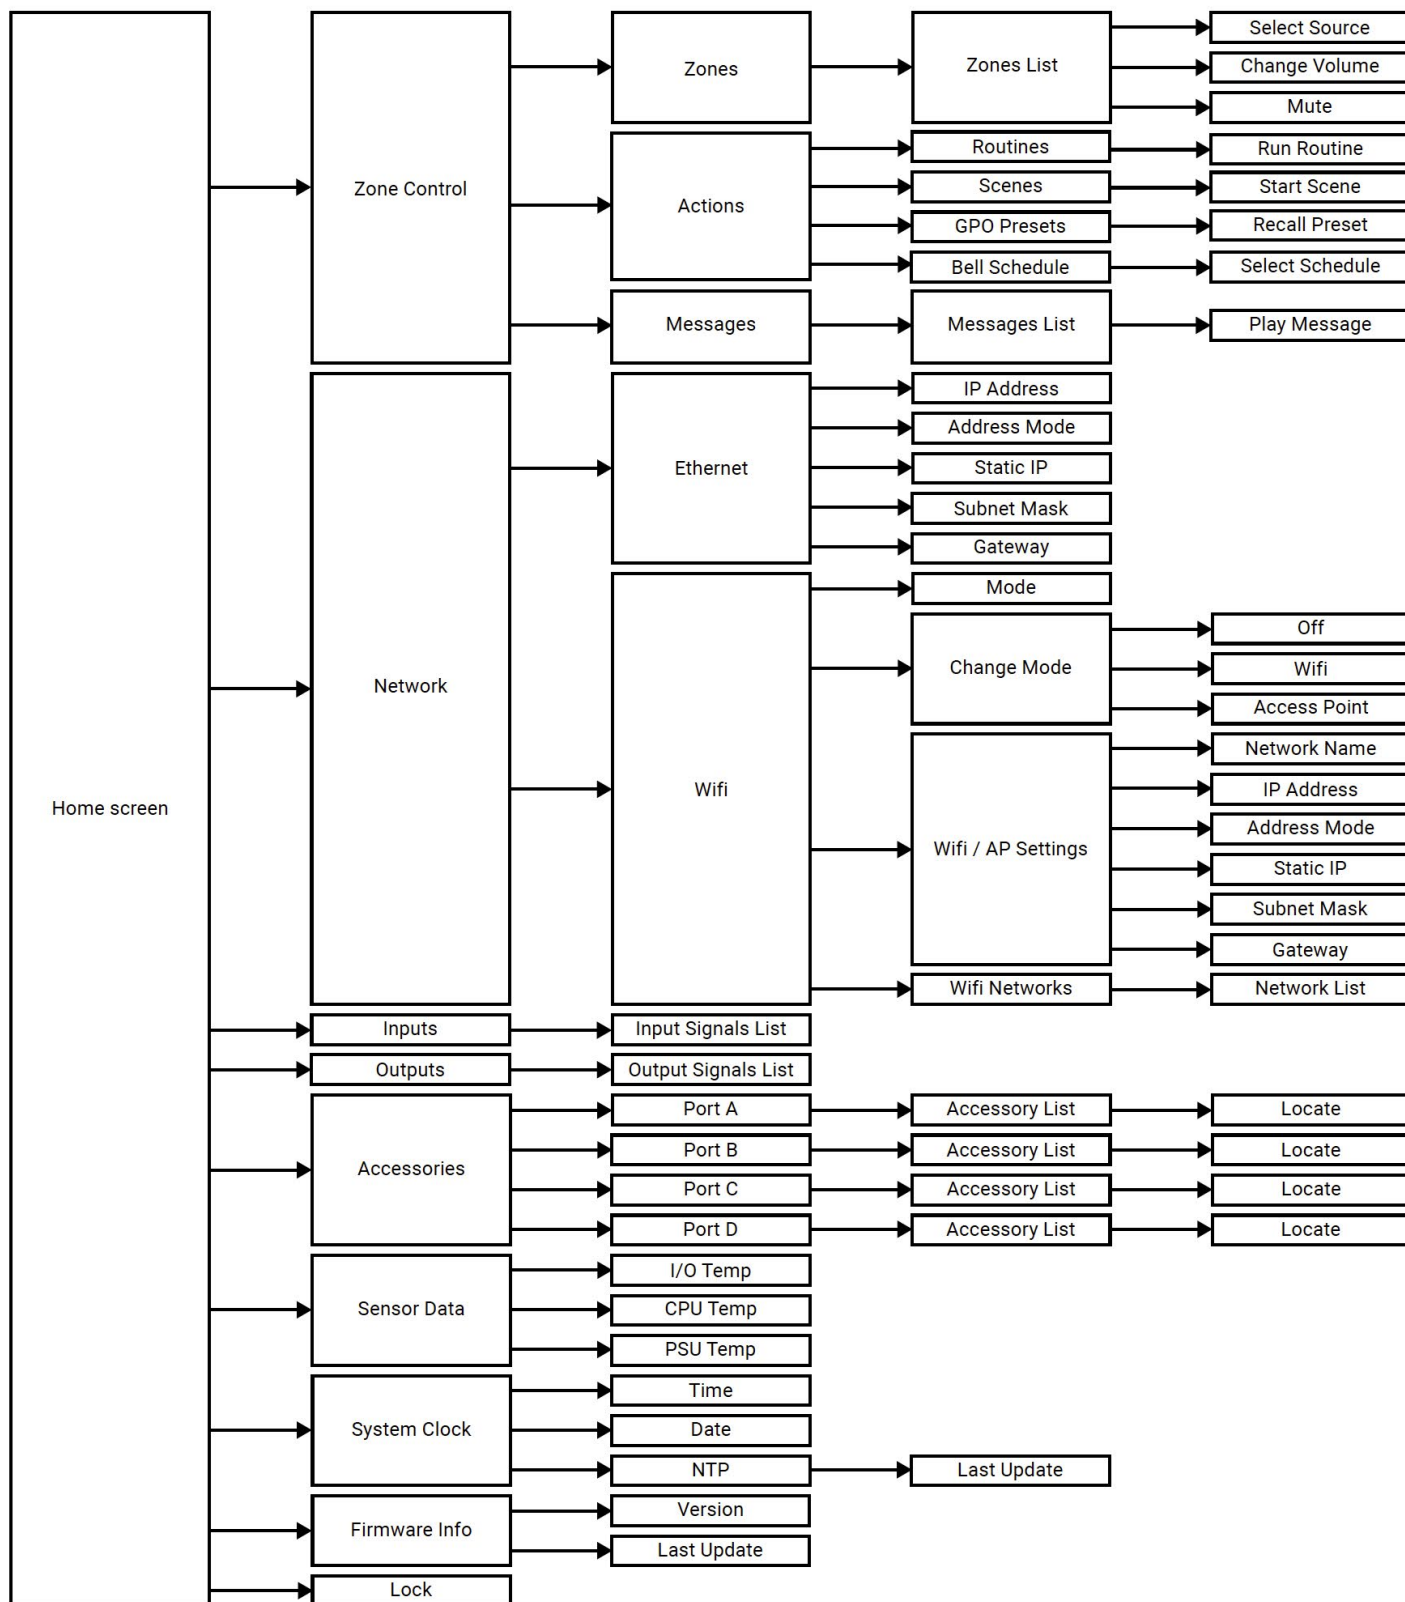 Home screen
Zone Control
Zones
Zones List
Select Source
Change Volume
Mute
Actions
Routines
Run Routine
Scenes
Start Scene
GPO Presets
Recall Preset
Bell Schedule
Select Schedule
Messages
Messages List
Play Message
Network
Ethernet
IP Address
Address Mode
Static IP
Subnet Mask
Gateway
Wifi
Mode
Change Mode
Off
Wifi
Access Point
Wifi / AP Settings
Network Name
IP Address
Address Mode
Static IP
Subnet Mask
Gateway
Wifi Networks
Network List
Inputs
Input Signals List
Outputs
Output Signals List
Accessories
Port A
Accessory List
Locate
Port B
Accessory List
Locate
Port C
Accessory List
Locate
Port D
Accessory List
Locate
Sensor Data
I/O Temp
CPU Temp
PSU Temp
System Clock
Time
Date
NTP
Last Update
Firmware Info
Version
Last Update
Lock